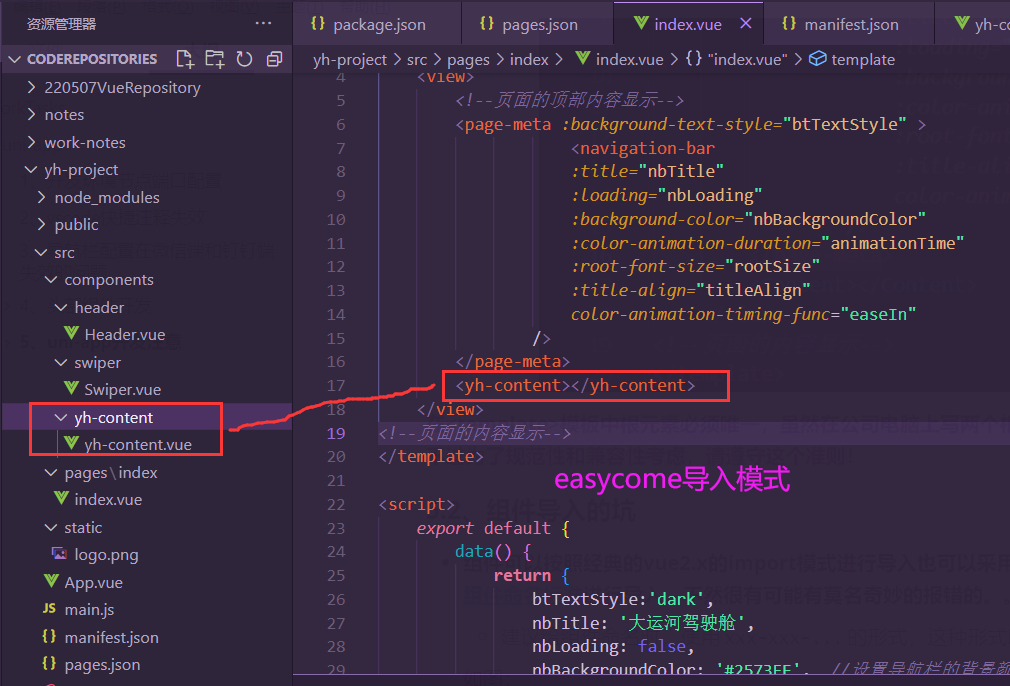 资源管理器
···
CODEREPOSITORIES
220507VueRepository
notes
work-notes
yh-project
node_modules
public
src
components
header
Header.vue
swiper
Swiper.vue
yh-content
yh-content.vue
pages\index
index.vue
static
logo.png
App.vue
JS main.js
{} manifest.json
{} pages.json
{} package.json {} pages.json index.vue × {} manifest.json yh-co
yh-project > src > pages > index > index.vue > {} "index.vue" > template
4 <view>
5 <!--页面的顶部内容显示-->
6 <page-meta :background-text-style="btTextStyle" >
7 <navigation-bar
8 :title="nbTitle"
9 :loading="nbLoading"
10 :background-color="nbBackgroundColor"
11 :color-animation-duration="animationTime"
12 :root-font-size="rootSize"
13 :title-align="titleAlign"
14 color-animation-timing-func="easeIn"
15 />
16 </page-meta>
17 <yh-content></yh-content>
18 </view>
19 <!--页面的内容显示-->
20 </template>
21
easycome导入模式
22 <script>
23 export default {
24 data() {
25 return {
26 btTextStyle:'dark',
27 nbTitle: '大运河驾驶舱',
28 nbLoading: false,
29 nbBackgroundColor: '#2573EE', //设置导航栏的背景颜